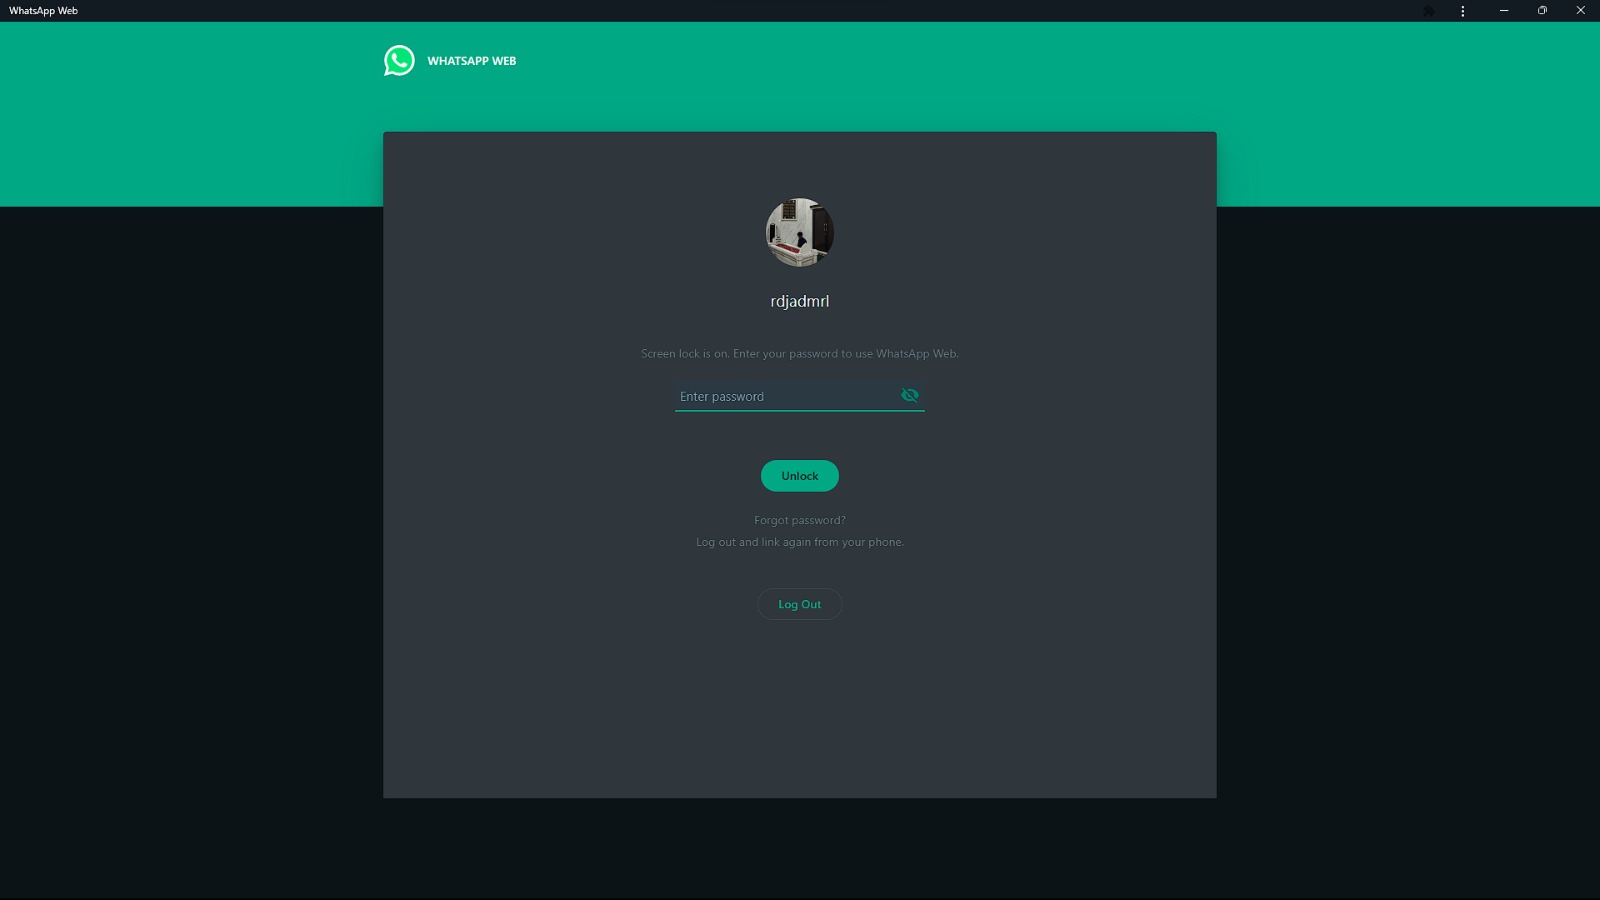 WhatsApp Web
WHATSAPP WEB
rdjadmrl
Screen lock is on. Enter your password to use WhatsApp Web.
Enter password
Unlock
Forgot password?
Log out and link again from your phone.
Log Out